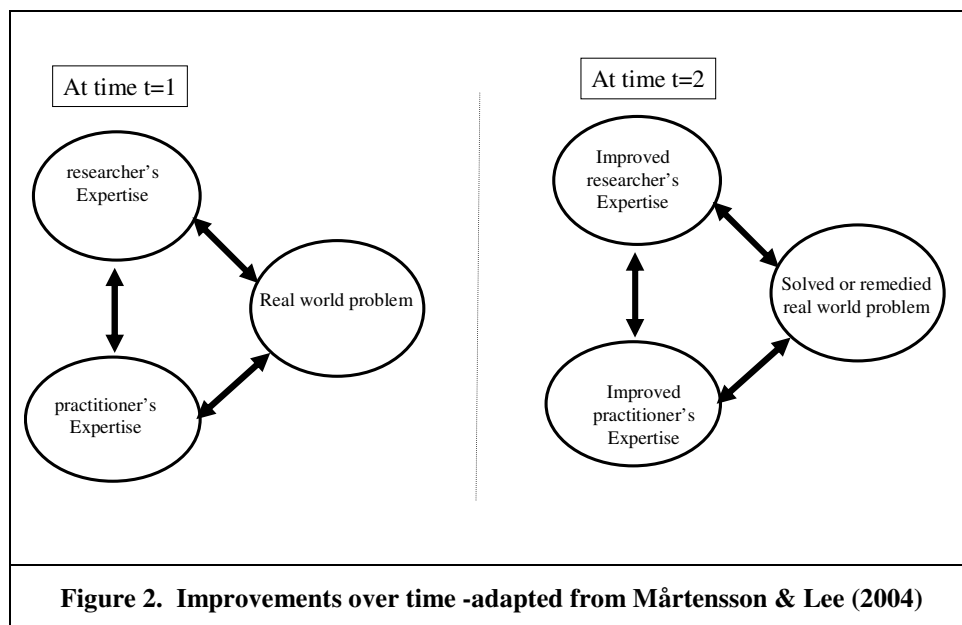 At time t=1
researcher's
Expertise
Real world problem
practitioner's
Expertise
At time t=2
Improved
researcher's
Expertise
Solved or remedied
real world problem
Improved
practitioner's
Expertise
Figure 2.  Improvements over time -adapted from Mårtensson & Lee (2004)